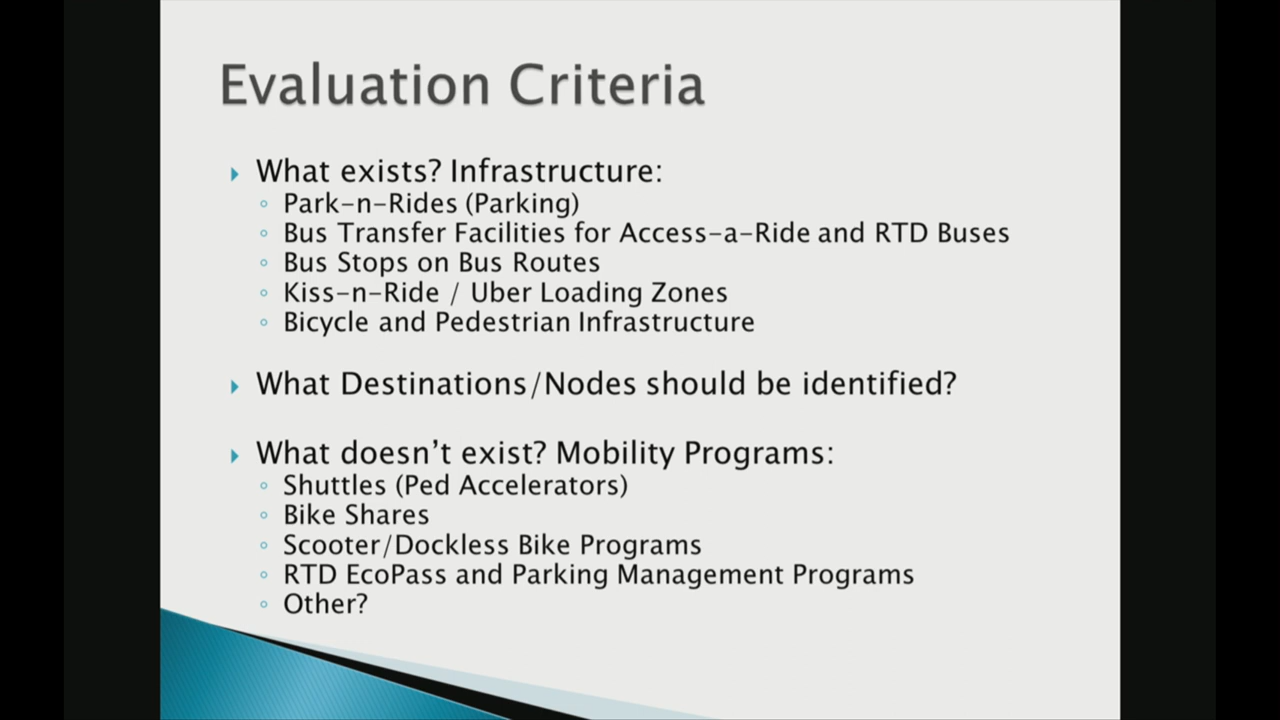 Evaluation Criteria
What exists? Infrastructure:
Park-n-Rides (Parking)
Bus Transfer Facilities for Access-a-Ride and RTD Buses
Bus Stops on Bus Routes
Kiss-n-Ride / Uber Loading Zones
Bicycle and Pedestrian Infrastructure
What Destinations/Nodes should be identified?
What doesn't exist? Mobility Programs:
Shuttles (Ped Accelerators)
Bike Shares
Scooter/Dockless Bike Programs
RTD EcoPass and Parking Management Programs
Other?